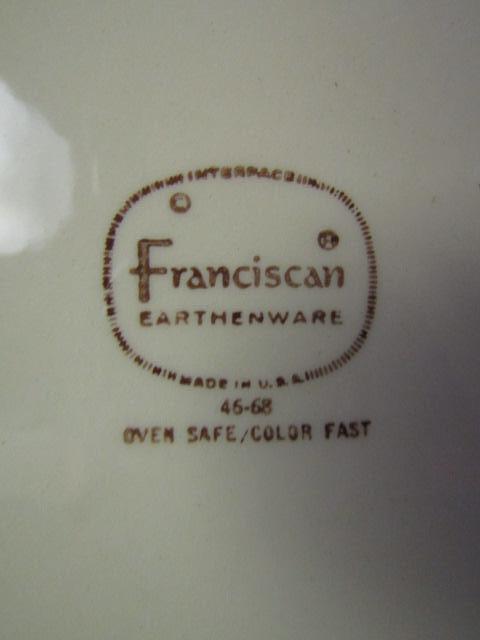 INTERPACE
©
®
Franciscan
EARTHENWARE
MADE IN U.S.A.
46-68
OVEN SAFE/COLOR FAST